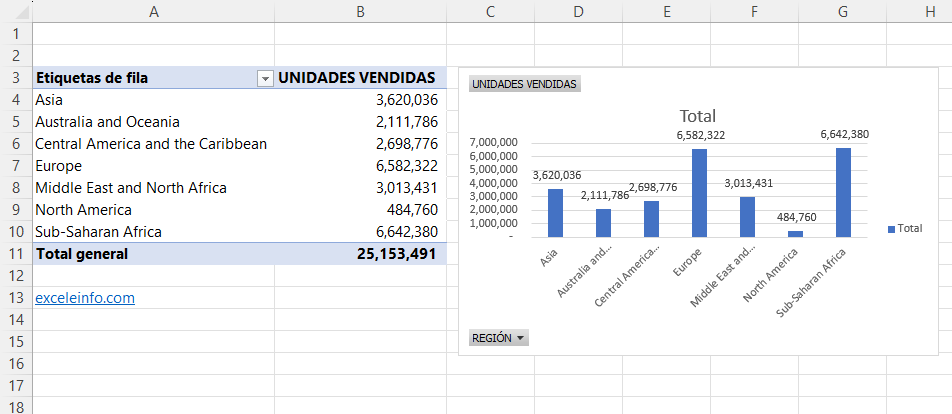 A B C D E F G H
1
2
3 Etiquetas de fila UNIDADES VENDIDAS
4 Asia 3,620,036
5 Australia and Oceania 2,111,786
6 Central America and the Caribbean 2,698,776
7 Europe 6,582,322
8 Middle East and North Africa 3,013,431
9 North America 484,760
10 Sub-Saharan Africa 6,642,380
11 Total general 25,153,491
12
13 exceleinfo.com
14
15
16
17
18
UNIDADES VENDIDAS
Total
7,000,000
6,000,000
5,000,000
4,000,000
3,000,000
2,000,000
1,000,000
-
3,620,036
2,111,786
2,698,776
6,582,322
3,013,431
484,760
6,642,380
Asia
Australia and...
Central America...
Europe
Middle East and...
North America
Sub-Saharan Africa
Total
REGIÓN